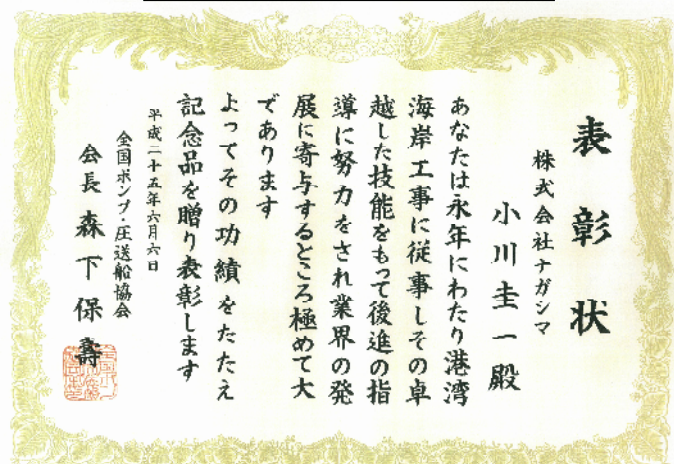 表彰状
株式会社ナガシマ
小川圭一殿
あなたは永年にわたり港湾
海岸工事に従事しその卓
越した技能をもって後進の指
導に努力をされ業界の発
展に寄与するところ極めて大
であります
よってその功績をたたえ
記念品を贈り表彰します
平成二十五年六月六日
全国ポンプ・圧送船協会
会長 森下保壽